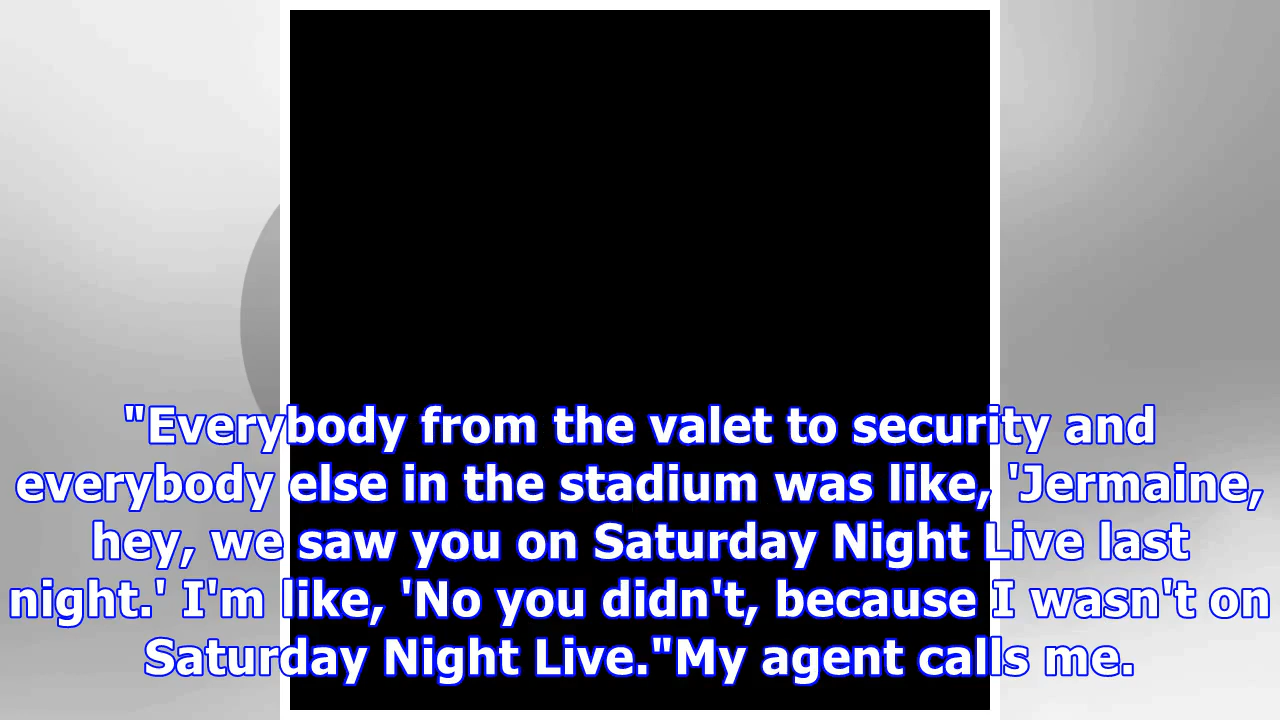 "Everybody from the valet to security and
everybody else in the stadium was like, 'Jermaine,
hey, we saw you on Saturday Night Live last
night.' I'm like, 'No you didn't, because I wasn't on
Saturday Night Live."My agent calls me.